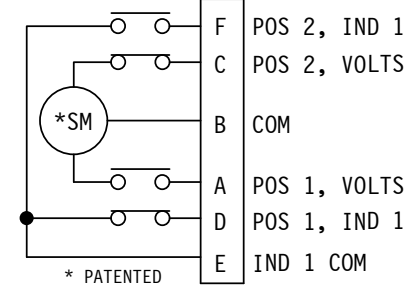 F POS 2, IND 1
C POS 2, VOLTS
*SM B COM
A POS 1, VOLTS
D POS 1, IND 1
E IND 1 COM
* PATENTED